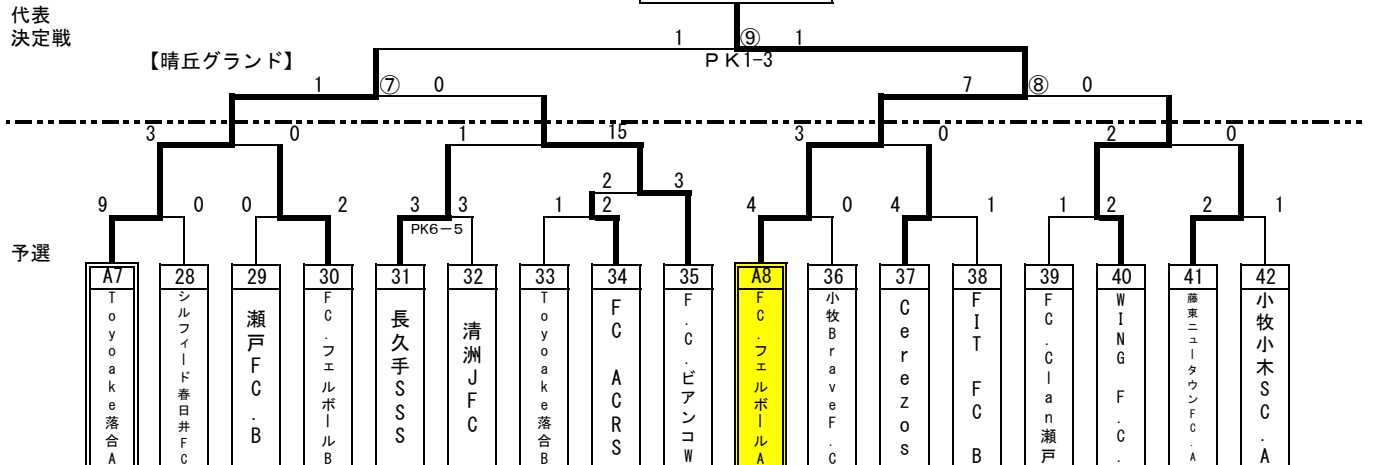 代表
決定戦
【晴丘グランド】
1 ⑨ 1
PK1-3
1 ⑦ 0
7 ⑧ 0
3 0 1 15 3 0 2 0
2 3
9 0 0 2 3 3 1 2 4 0 4 1 1 2 2 1
PK6−5
予選
A7 28 29 30 31 32 33 34 35 A8 36 37 38 39 40 41 42
Toyoake落合A
シルフィード春日井FC
瀬戸FC.B
FC.フェルボールB
長久手SSS
清洲JFC
Toyoake落合B
FC ACRS
F.C.ビアンコW
FC.フェルボールA
小牧BraveF.C
Cerezos
FIT FC B
FC.Clan瀬戸
WING F.C.
藤東ニュータウンFC.A
小牧小木SC.A